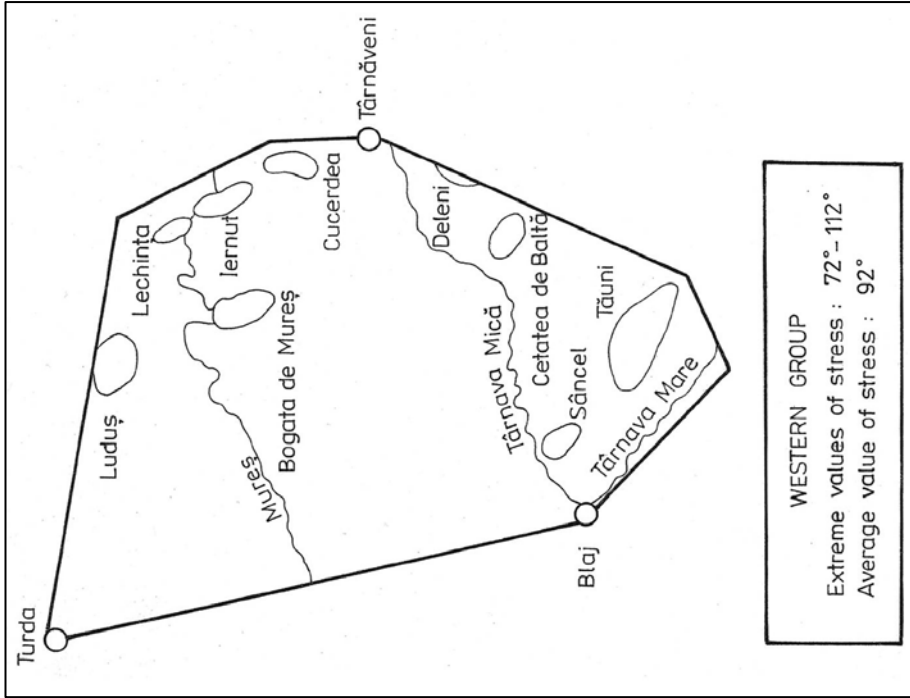 Turda
Luduș
Lechința
Iernut
Mureș
Bogata de Mureș
Cucerdea
Târnăveni
Deleni
Târnava Mică
Cetatea de Baltă
Sâncel
Tăuni
Târnava Mare
Blaj
WESTERN GROUP
Extreme values of stress : 72°–112°
Average value of stress : 92°